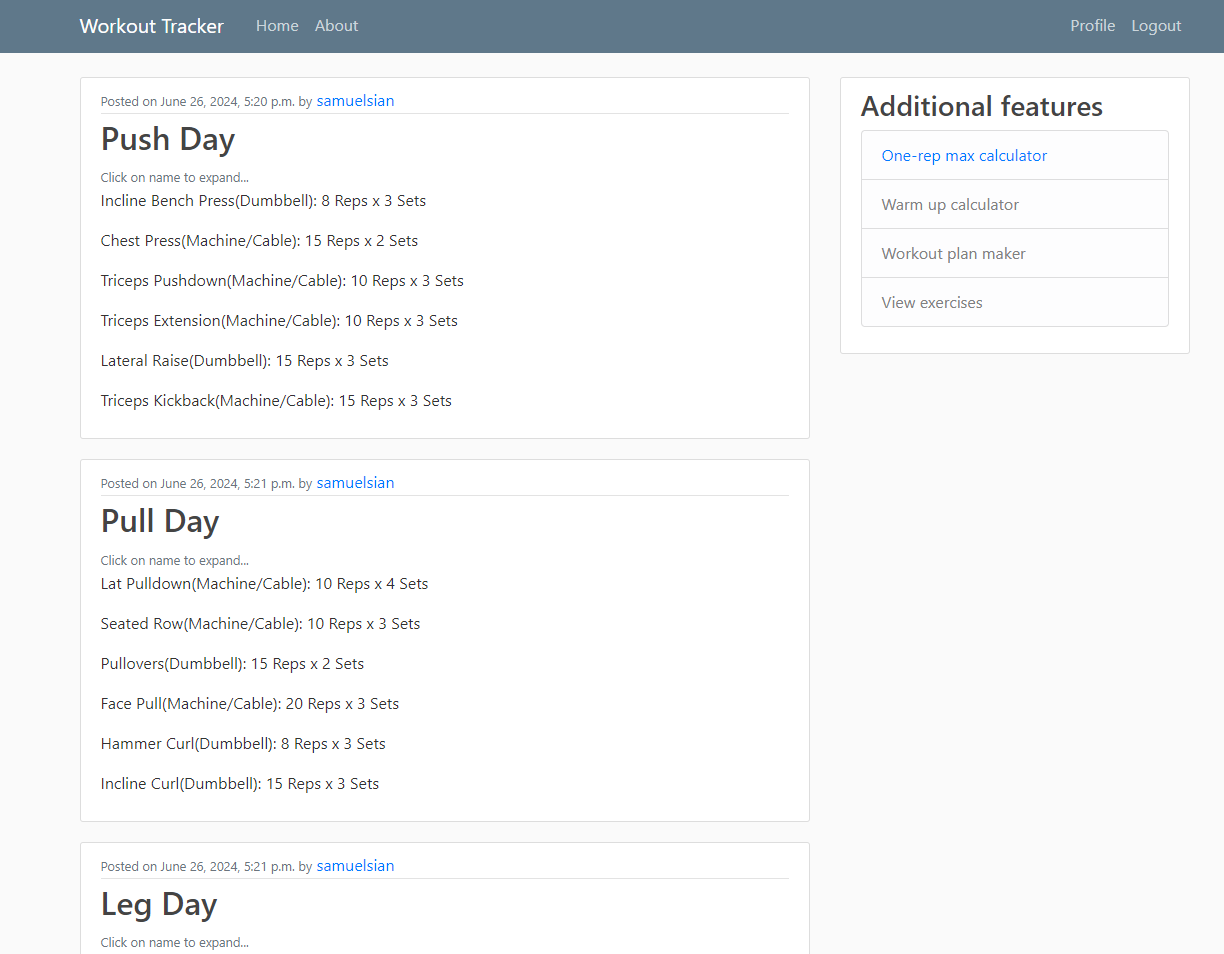 Workout Tracker Home About Profile Logout
Posted on June 26, 2024, 5:20 p.m. by samuelsian
Push Day
Click on name to expand...
Incline Bench Press(Dumbbell): 8 Reps x 3 Sets
Chest Press(Machine/Cable): 15 Reps x 2 Sets
Triceps Pushdown(Machine/Cable): 10 Reps x 3 Sets
Triceps Extension(Machine/Cable): 10 Reps x 3 Sets
Lateral Raise(Dumbbell): 15 Reps x 3 Sets
Triceps Kickback(Machine/Cable): 15 Reps x 3 Sets
Posted on June 26, 2024, 5:21 p.m. by samuelsian
Pull Day
Click on name to expand...
Lat Pulldown(Machine/Cable): 10 Reps x 4 Sets
Seated Row(Machine/Cable): 10 Reps x 3 Sets
Pullovers(Dumbbell): 15 Reps x 2 Sets
Face Pull(Machine/Cable): 20 Reps x 3 Sets
Hammer Curl(Dumbbell): 8 Reps x 3 Sets
Incline Curl(Dumbbell): 15 Reps x 3 Sets
Posted on June 26, 2024, 5:21 p.m. by samuelsian
Leg Day
Click on name to expand...
Additional features
One-rep max calculator
Warm up calculator
Workout plan maker
View exercises